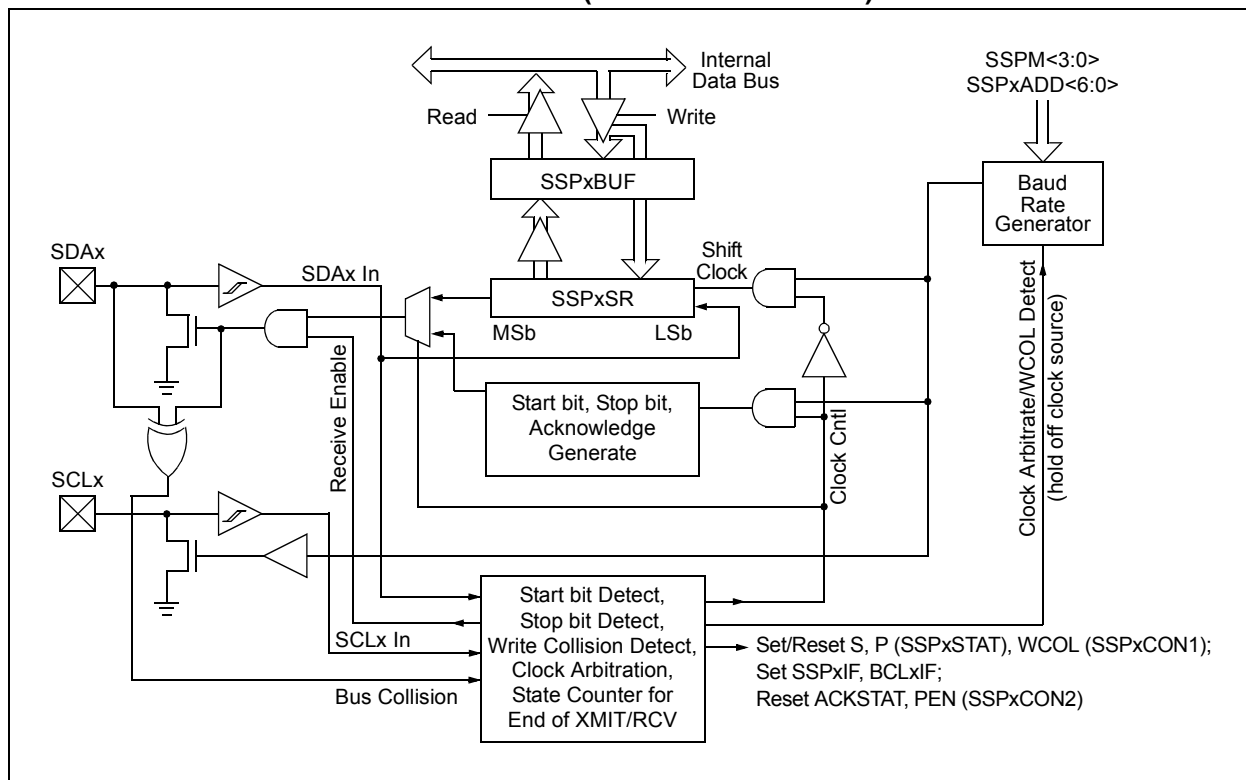 Internal
Data Bus
SSPM<3:0>
SSPxADD<6:0>
Read
Write
SSPxBUF
Baud
Rate
Generator
SDAx
SDAx In
Shift
Clock
SSPxSR
MSb
LSb
Receive Enable
Start bit, Stop bit,
Acknowledge
Generate
Clock Cntl
Clock Arbitrate/WCOL Detect
(hold off clock source)
SCLx
SCLx In
Bus Collision
Start bit Detect,
Stop bit Detect,
Write Collision Detect,
Clock Arbitration,
State Counter for
End of XMIT/RCV
Set/Reset S, P (SSPxSTAT), WCOL (SSPxCON1);
Set SSPxIF, BCLxIF;
Reset ACKSTAT, PEN (SSPxCON2)